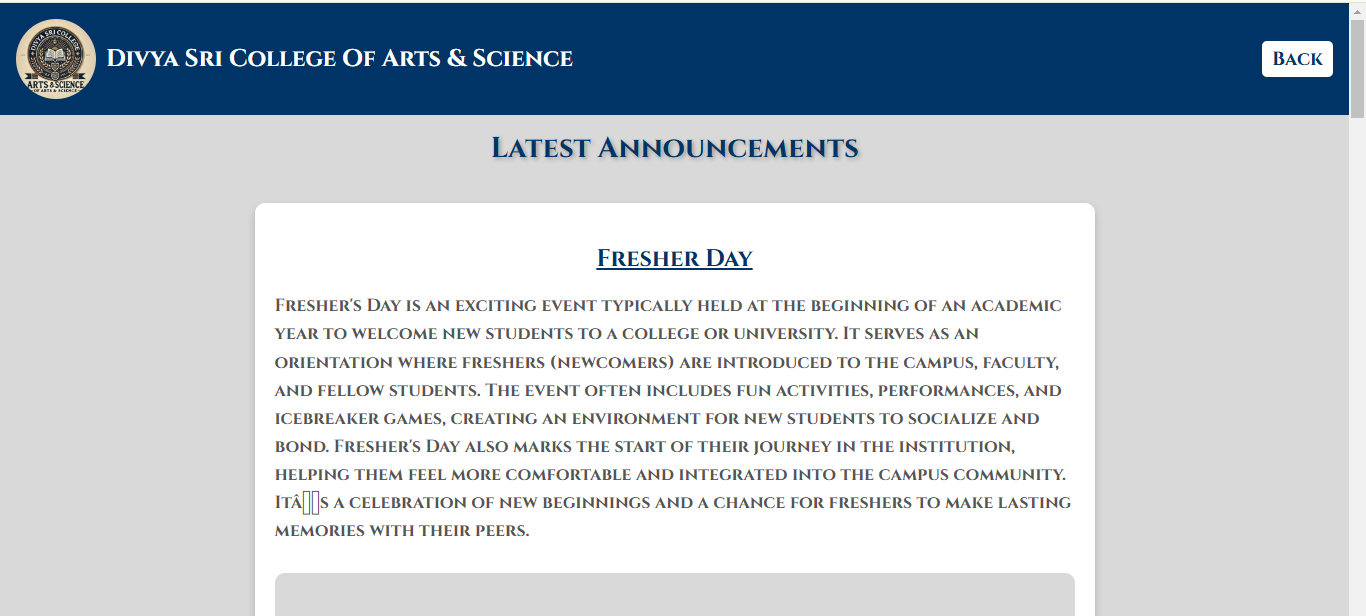 DIVYA SRI COLLEGE
ARTS & SCIENCE
OF ARTS & SCIENCE
Divya Sri College Of Arts & Science
Back
Latest Announcements
Fresher Day
Fresher's Day is an exciting event typically held at the beginning of an academic
year to welcome new students to a college or university. It serves as an
orientation where freshers (newcomers) are introduced to the campus, faculty,
and fellow students. The event often includes fun activities, performances, and
icebreaker games, creating an environment for new students to socialize and
bond. Fresher's Day also marks the start of their journey in the institution,
helping them feel more comfortable and integrated into the campus community.
Itâ▯▯s a celebration of new beginnings and a chance for freshers to make lasting
memories with their peers.